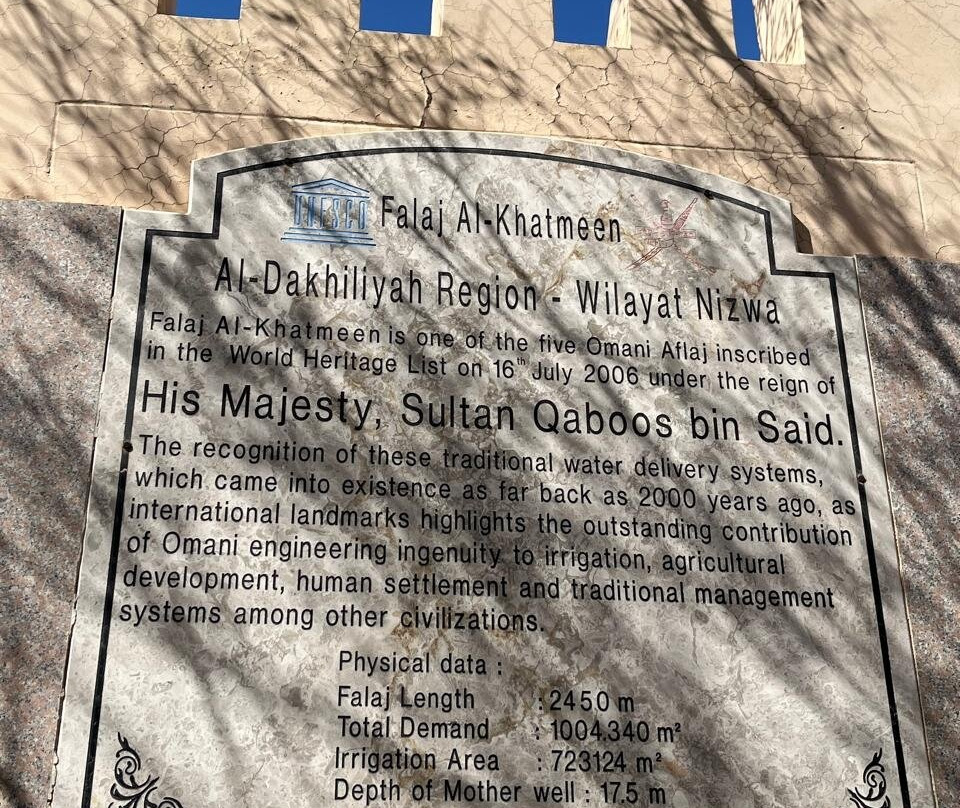 UNESCO
Falaj Al-Khatmeen
Al-Dakhiliyah Region - Wilayat Nizwa
Falaj Al-Khatmeen is one of the five Omani Aflaj inscribed
in the World Heritage List on 16th July 2006 under the reign of
His Majesty, Sultan Qaboos bin Said.
The recognition of these traditional water delivery systems,
which came into existence as far back as 2000 years ago, as
international landmarks highlights the outstanding contribution
of Omani engineering ingenuity to irrigation, agricultural
development, human settlement and traditional management
systems among other civilizations.
Physical data :
Falaj Length : 2450 m
Total Demand : 1004.340 m²
Irrigation Area : 723124 m²
Depth of Mother well : 17.5 m